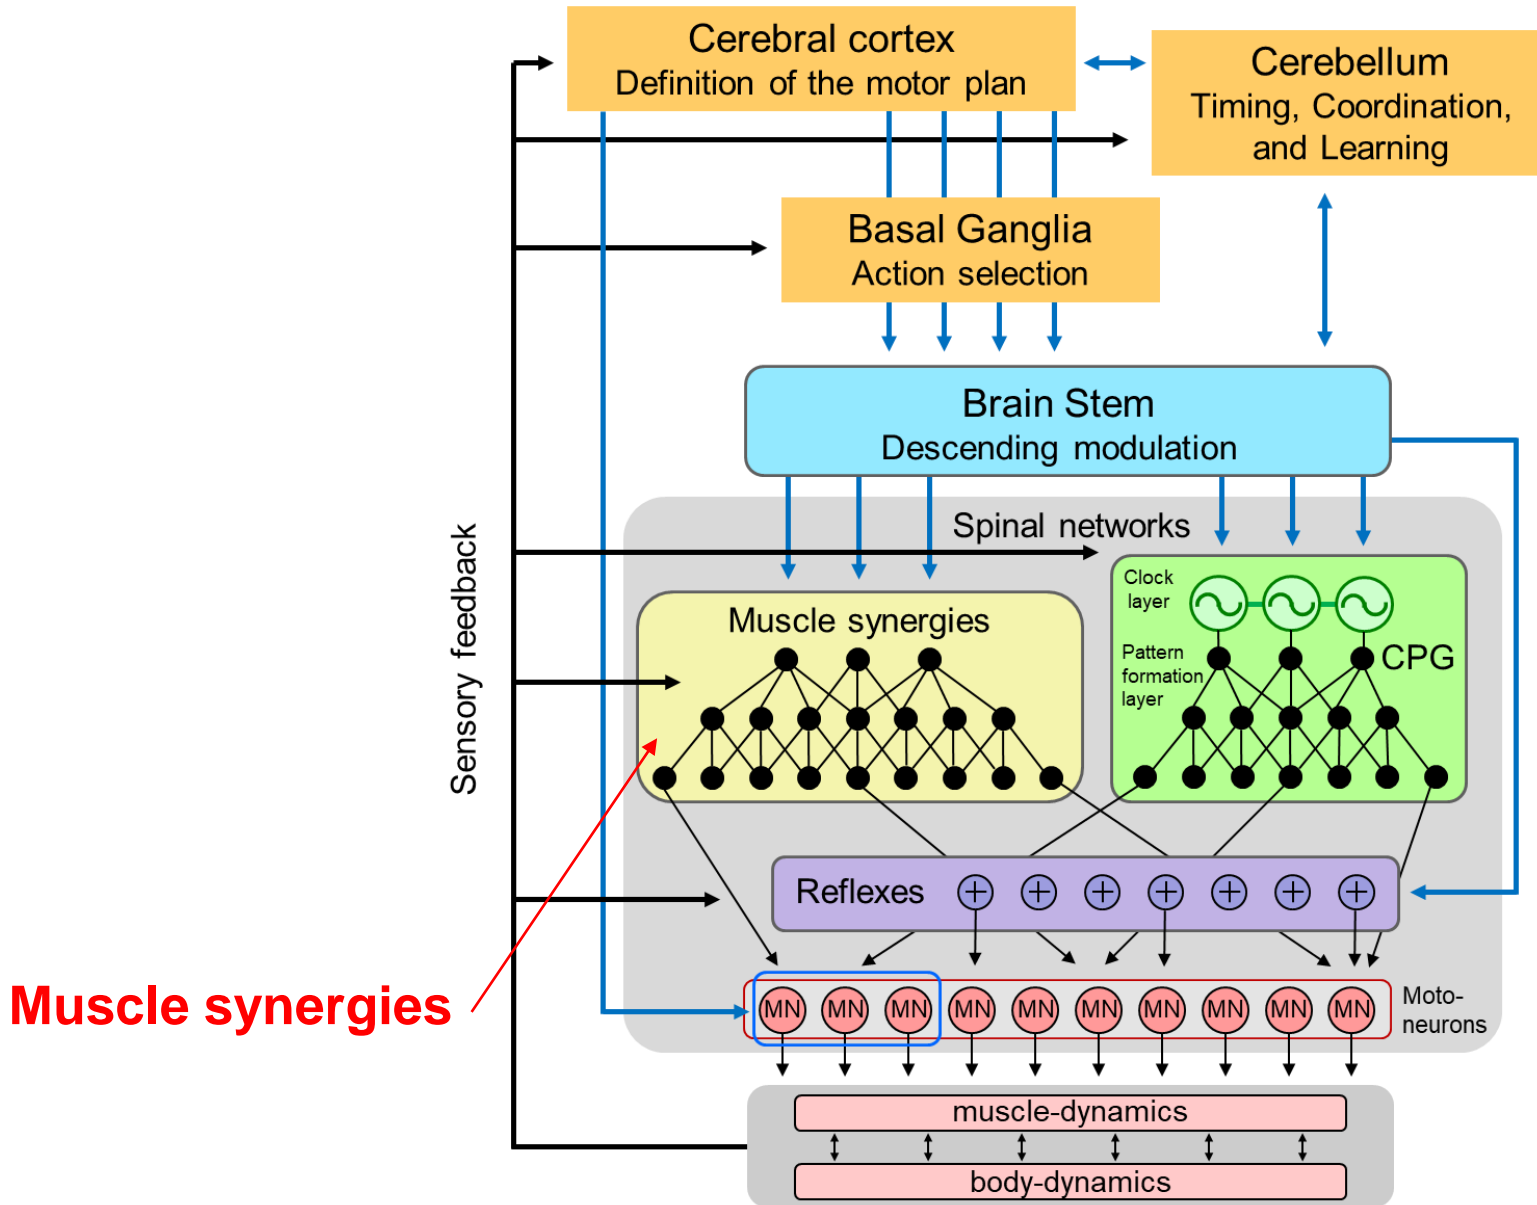 Cerebral cortex
Definition of the motor plan
Cerebellum
Timing, Coordination,
and Learning
Basal Ganglia
Action selection
Brain Stem
Descending modulation
Sensory feedback
Spinal networks
Muscle synergies
Clock
layer
Pattern
formation
layer
CPG
Reflexes
+ + + + + + +
Muscle synergies
MN MN MN MN MN MN MN MN MN MN
Moto-
neurons
muscle-dynamics
body-dynamics